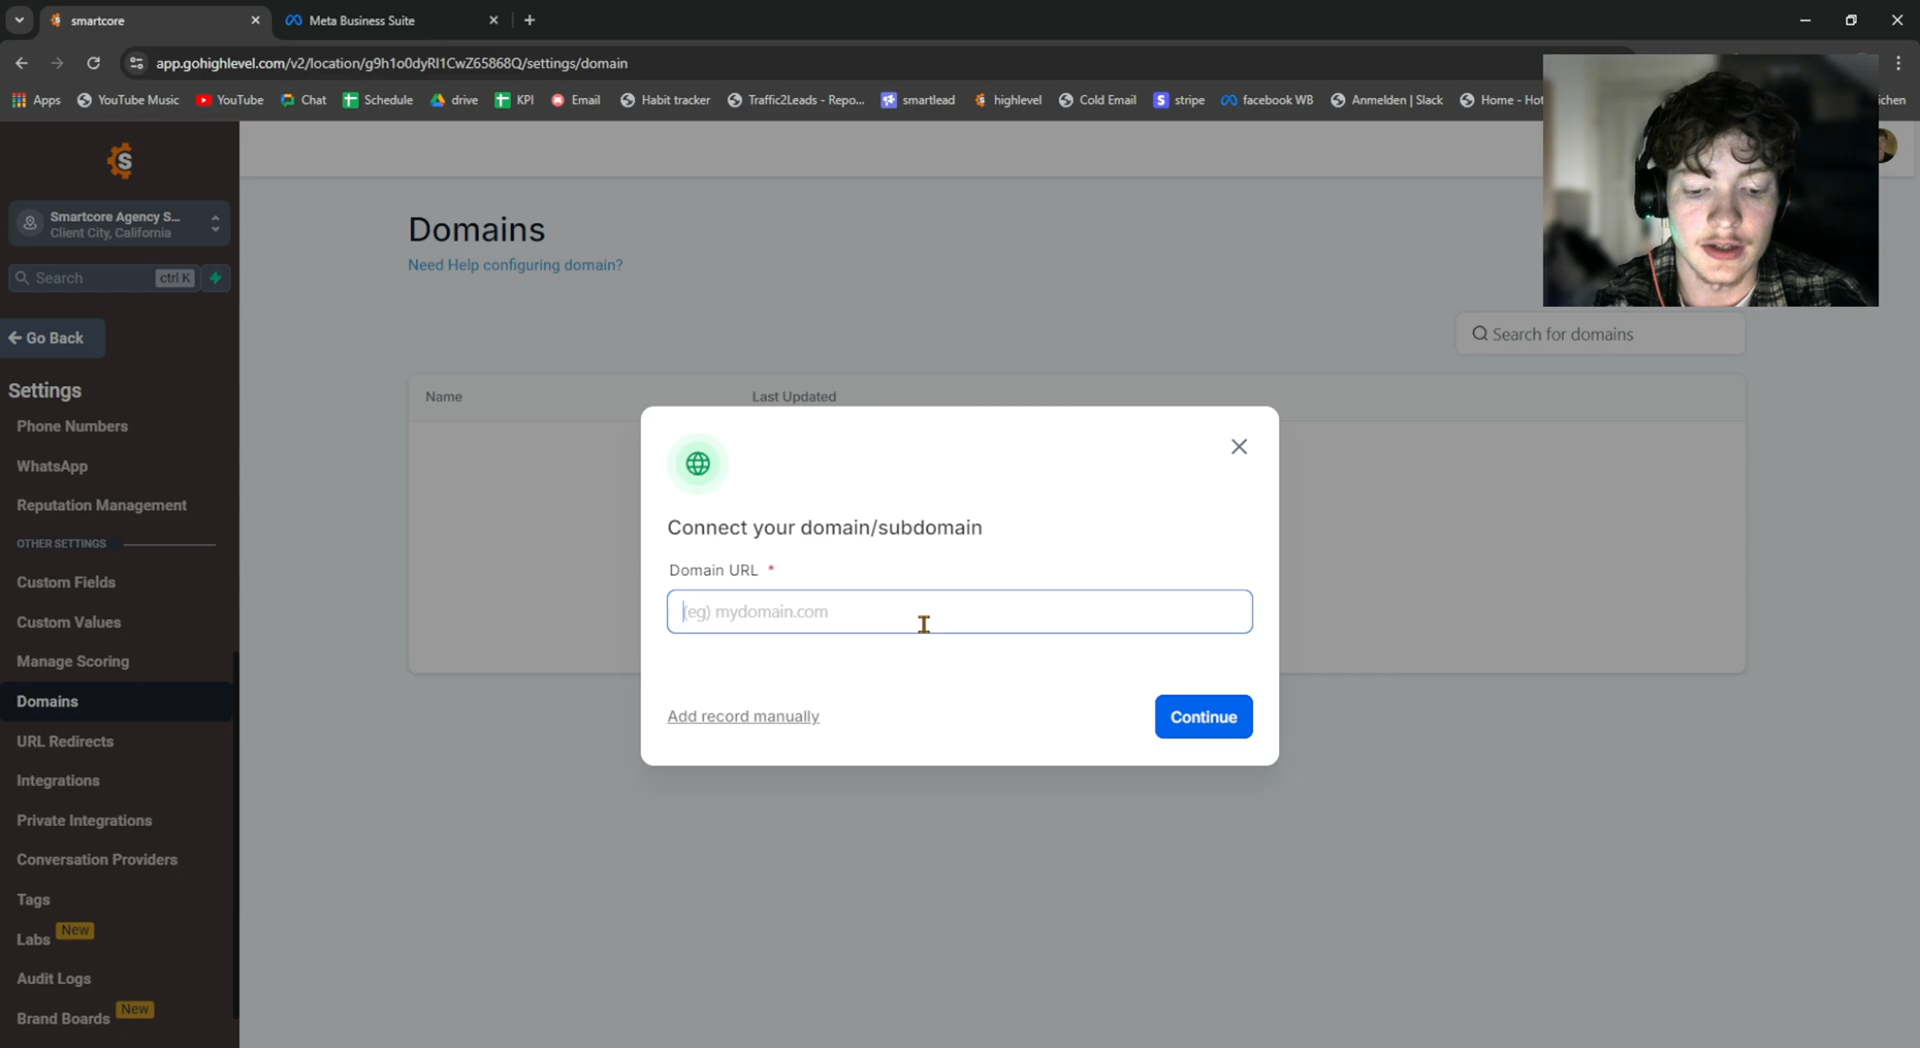 smartcore
Meta Business Suite
app.gohighlevel.com/v2/location/g9h1o0dyRI1CwZ65868Q/settings/domain
Apps
YouTube Music
YouTube
Chat
Schedule
drive
KPI
Email
Habit tracker
Traffic2Leads - Repo...
smartlead
highlevel
Cold Email
stripe
facebook WB
Anmelden | Slack
Home - Hot
ichen
S
Smartcore Agency S...
Client City, California
Search
ctrl K
Go Back
Settings
Phone Numbers
WhatsApp
Reputation Management
OTHER SETTINGS
Custom Fields
Custom Values
Manage Scoring
Domains
URL Redirects
Integrations
Private Integrations
Conversation Providers
Tags
Labs New
Audit Logs
Brand Boards New
Domains
Need Help configuring domain?
Search for domains
Name
Last Updated
Connect your domain/subdomain
Domain URL *
(eg) mydomain.com
Add record manually
Continue